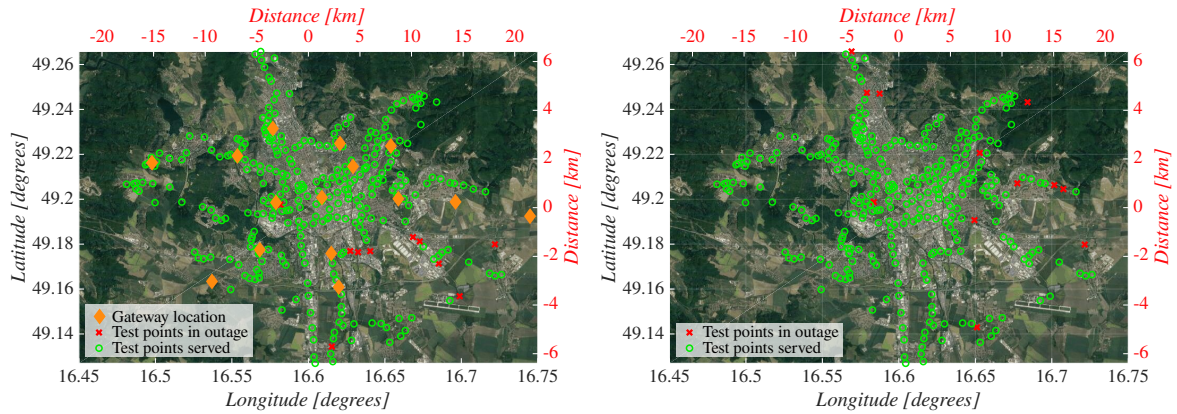 Distance [km]
-20 -15 -10 -5 0 5 10 15 20
49.26
49.24
49.22
49.2
49.18
49.16
49.14
Latitude [degrees]
6
4
2
0
-2
-4
-6
Distance [km]
Gateway location
Test points in outage
Test points served
16.45 16.5 16.55 16.6 16.65 16.7 16.75
Longitude [degrees]
Distance [km]
-20 -15 -10 -5 0 5 10 15 20
49.26
49.24
49.22
49.2
49.18
49.16
49.14
Latitude [degrees]
6
4
2
0
-2
-4
-6
Distance [km]
Test points in outage
Test points served
16.45 16.5 16.55 16.6 16.65 16.7 16.75
Longitude [degrees]